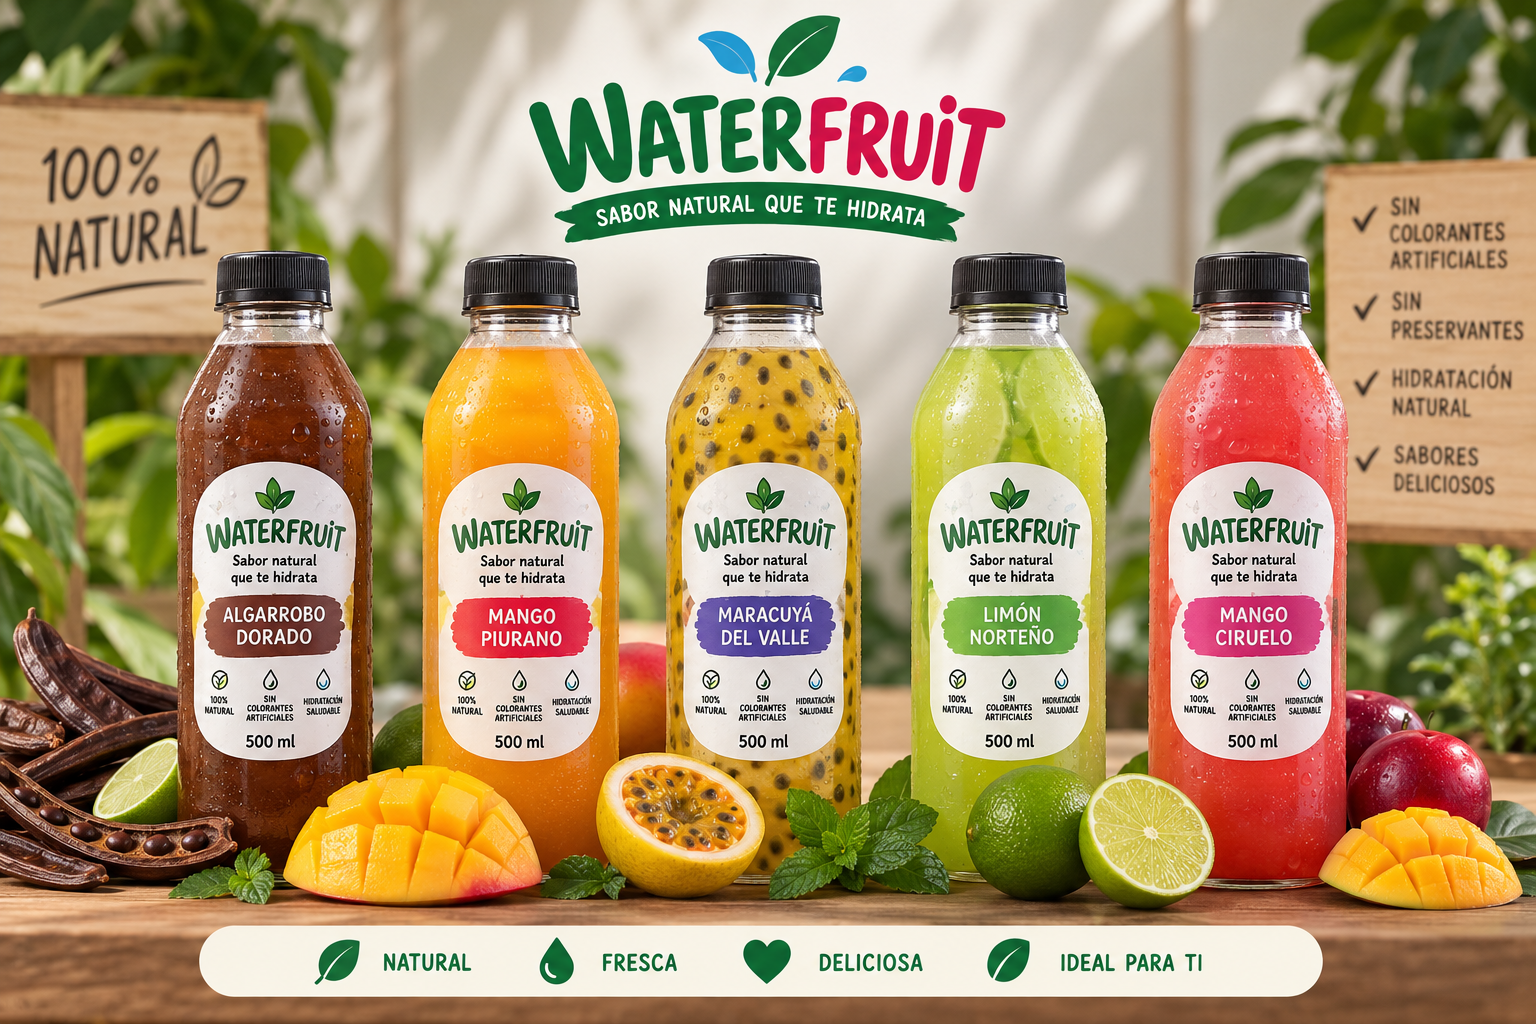 WATERFRUIT
SABOR NATURAL QUE TE HIDRATA
100%
NATURAL
SIN
COLORANTES
ARTIFICIALES
SIN
PRESERVANTES
HIDRATACIÓN
NATURAL
SABORES
DELICIOSOS
WATERFRUIT
Sabor natural
que te hidrata
ALGARROBO
DORADO
100%
NATURAL
SIN
COLORANTES
ARTIFICIALES
HIDRATACIÓN
SALUDABLE
500 ml
WATERFRUIT
Sabor natural
que te hidrata
MANGO
PIURANO
100%
NATURAL
SIN
COLORANTES
ARTIFICIALES
HIDRATACIÓN
SALUDABLE
500 ml
WATERFRUIT
Sabor natural
que te hidrata
MARACUYÁ
DEL VALLE
100%
NATURAL
SIN
COLORANTES
ARTIFICIALES
HIDRATACIÓN
SALUDABLE
500 ml
WATERFRUIT
Sabor natural
que te hidrata
LIMÓN
NORTEÑO
100%
NATURAL
SIN
COLORANTES
ARTIFICIALES
HIDRATACIÓN
SALUDABLE
500 ml
WATERFRUIT
Sabor natural
que te hidrata
MANGO
CIRUELO
100%
NATURAL
SIN
COLORANTES
ARTIFICIALES
HIDRATACIÓN
SALUDABLE
500 ml
NATURAL
FRESCA
DELICIOSA
IDEAL PARA TI